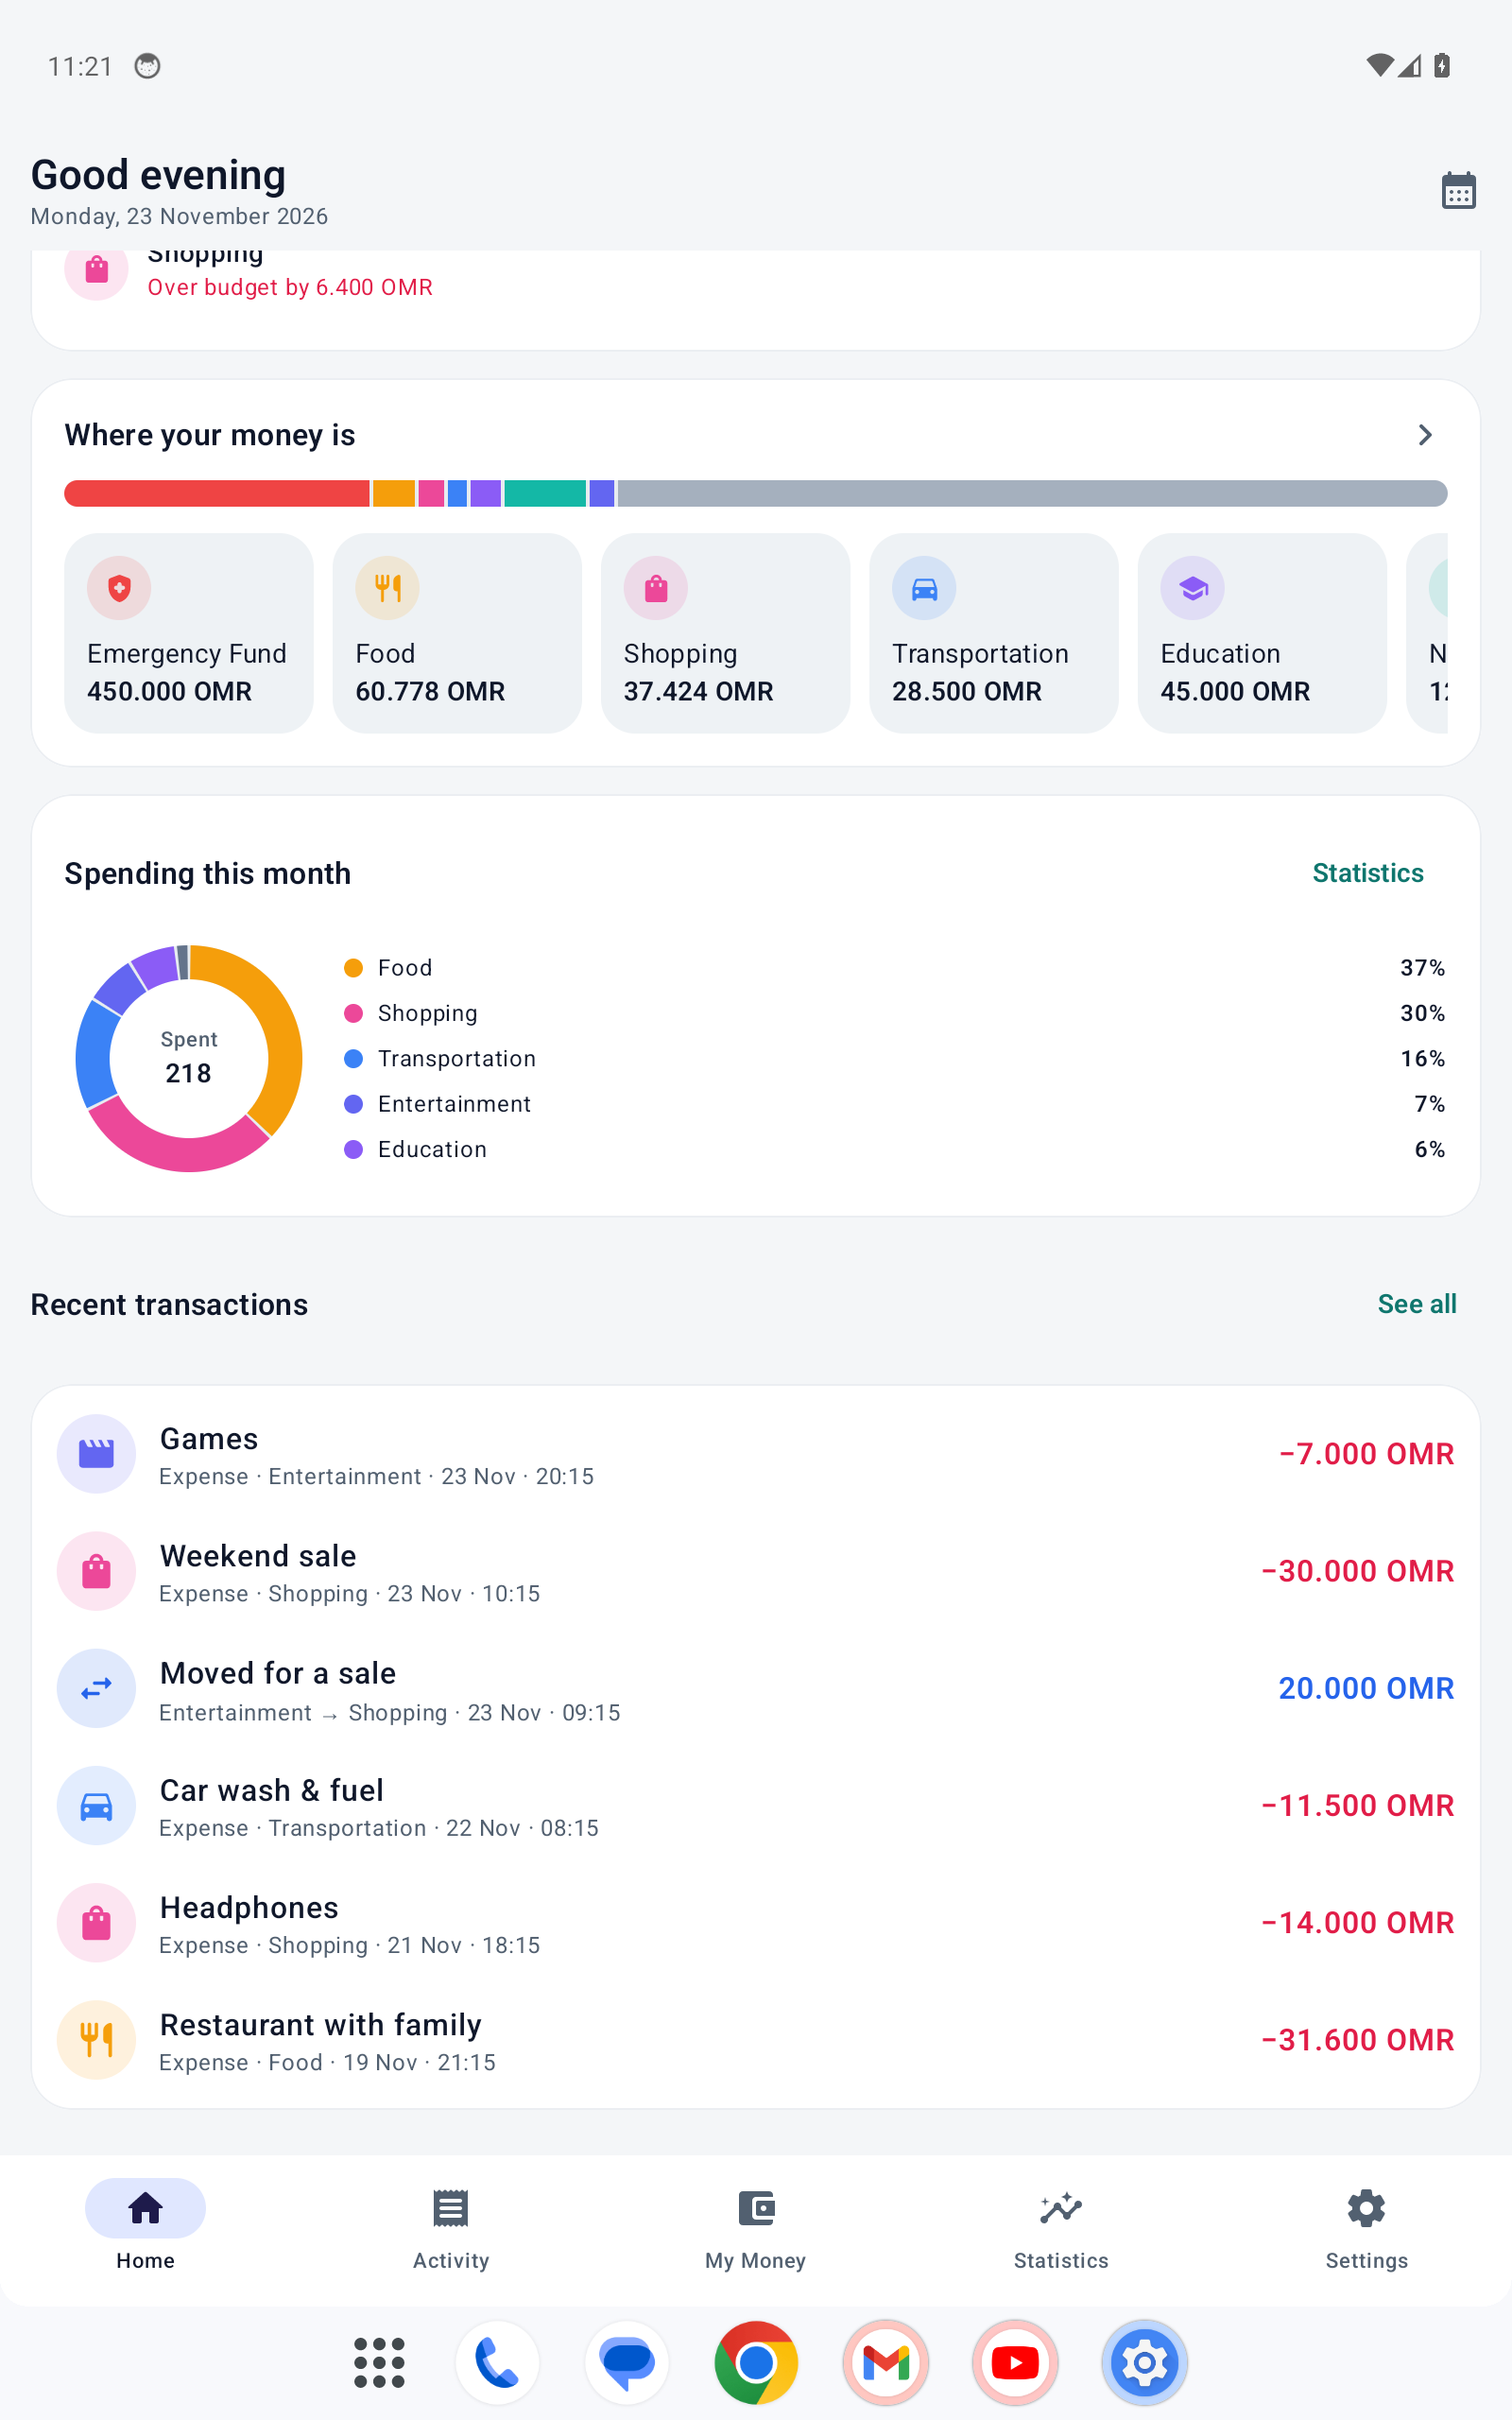 11:21
Good evening
Monday, 23 November 2026
Shopping
Over budget by 6.400 OMR
Where your money is
Emergency Fund
450.000 OMR
Food
60.778 OMR
Shopping
37.424 OMR
Transportation
28.500 OMR
Education
45.000 OMR
Spending this month
Statistics
Spent
218
Food 37%
Shopping 30%
Transportation 16%
Entertainment 7%
Education 6%
Recent transactions
See all
Games
Expense · Entertainment · 23 Nov · 20:15
−7.000 OMR
Weekend sale
Expense · Shopping · 23 Nov · 10:15
−30.000 OMR
Moved for a sale
Entertainment → Shopping · 23 Nov · 09:15
20.000 OMR
Car wash & fuel
Expense · Transportation · 22 Nov · 08:15
−11.500 OMR
Headphones
Expense · Shopping · 21 Nov · 18:15
−14.000 OMR
Restaurant with family
Expense · Food · 19 Nov · 21:15
−31.600 OMR
Home
Activity
My Money
Statistics
Settings